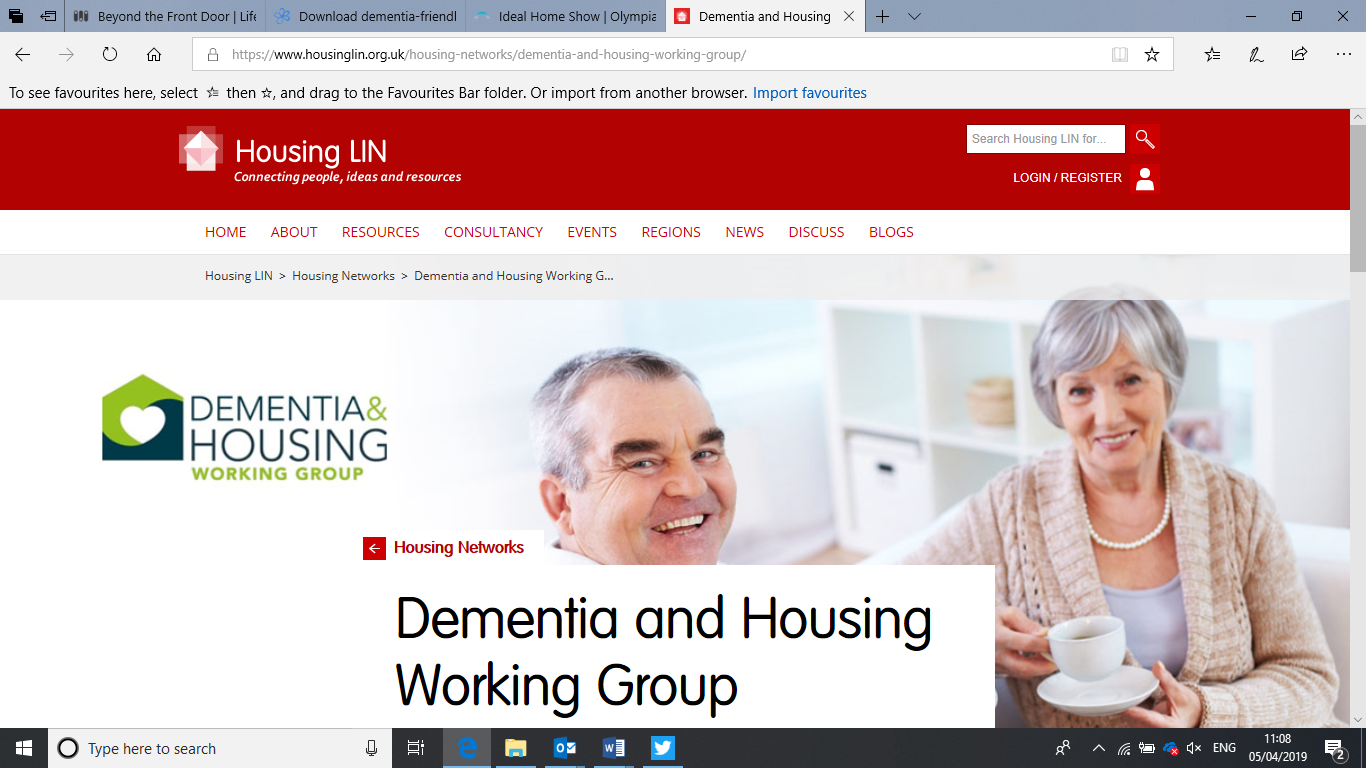 Beyond the Front Door | Life
Download dementia-friendl
Ideal Home Show | Olympia
Dementia and Housing
https://www.housinglin.org.uk/housing-networks/dementia-and-housing-working-group/
To see favourites here, select then , and drag to the Favourites Bar folder. Or import from another browser. Import favourites
Housing LIN
Connecting people, ideas and resources
Search Housing LIN for...
LOGIN / REGISTER
HOME ABOUT RESOURCES CONSULTANCY EVENTS REGIONS NEWS DISCUSS BLOGS
Housing LIN > Housing Networks > Dementia and Housing Working G...
DEMENTIA&
HOUSING
WORKING GROUP
Housing Networks
Dementia and Housing
Working Group
Type here to search
ENG
11:08
05/04/2019
2